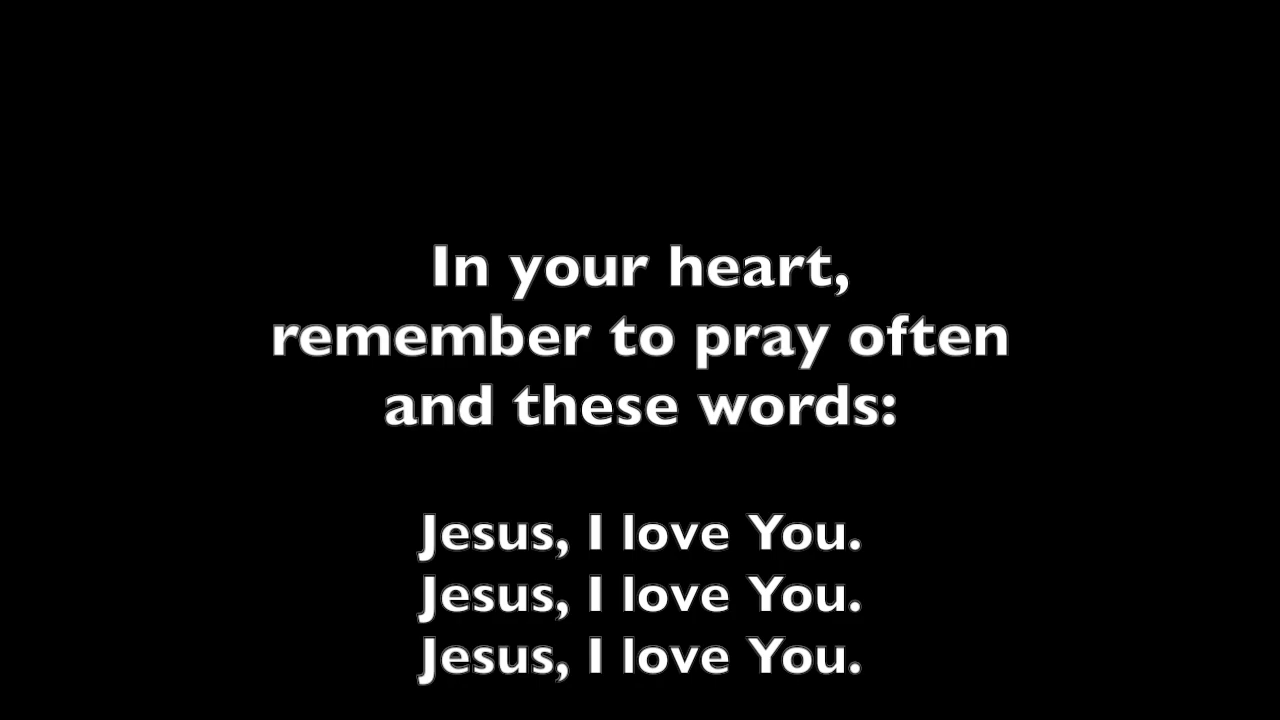 In your heart,
remember to pray often
and these words:
Jesus, I love You.
Jesus, I love You.
Jesus, I love You.